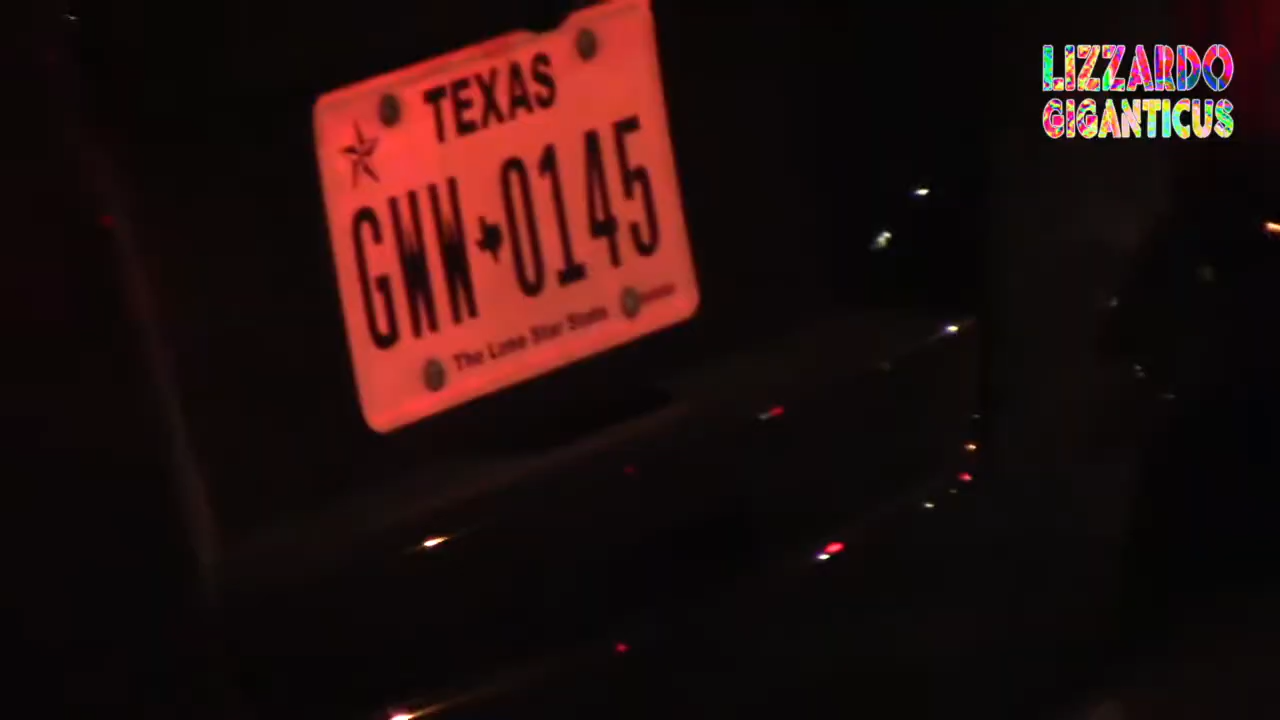 LIZZARDO
GIGANTICUS
TEXAS
GWW 0145
The Lone Star State